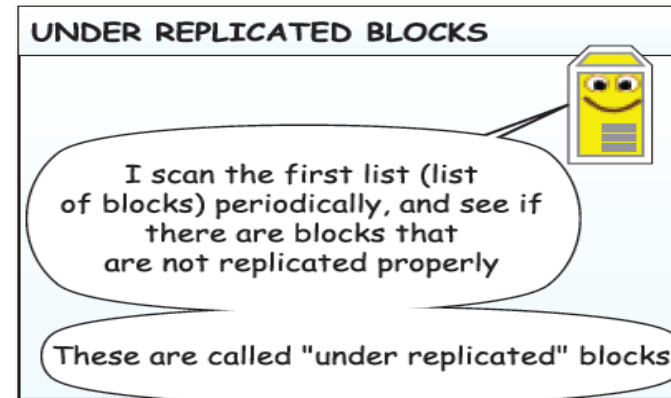 UNDER REPLICATED BLOCKS
I scan the first list (list
of blocks) periodically, and see if
there are blocks that
are not replicated properly
These are called "under replicated" blocks